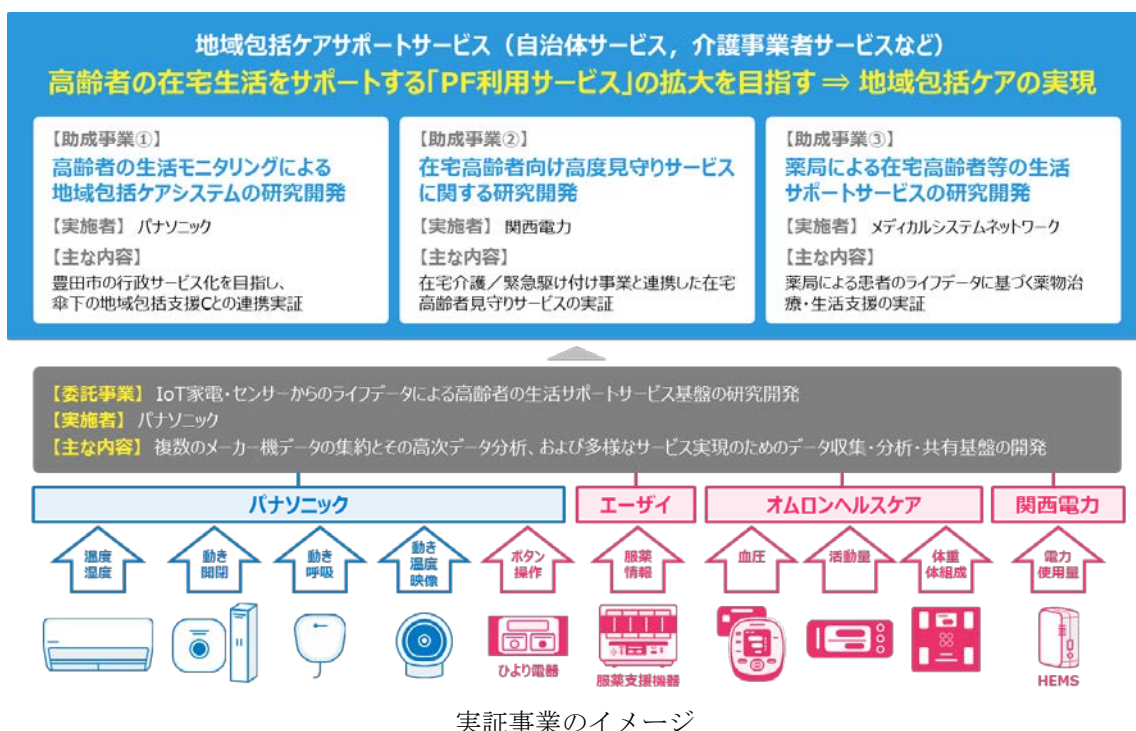 地域包括ケアサポートサービス（自治体サービス，介護事業者サービスなど）
高齢者の在宅生活をサポートする「PF利用サービス」の拡大を目指す ⇒ 地域包括ケアの実現
【助成事業①】
高齢者の生活モニタリングによる
地域包括ケアシステムの研究開発
【実施者】 パナソニック
【主な内容】
豊田市の行政サービス化を目指し、
傘下の地域包括支援Cとの連携実証
【助成事業②】
在宅高齢者向け高度見守りサービス
に関する研究開発
【実施者】 関西電力
【主な内容】
在宅介護／緊急駆け付け事業と連携した在宅
高齢者見守りサービスの実証
【助成事業③】
薬局による在宅高齢者等の生活
サポートサービスの研究開発
【実施者】 メディカルシステムネットワーク
【主な内容】
薬局による患者のライフデータに基づく薬物治
療・生活支援の実証
【委託事業】 IoT家電・センサーからのライフデータによる高齢者の生活サポートサービス基盤の研究開発
【実施者】 パナソニック
【主な内容】 複数のメーカー機データの集約とその高次データ分析、および多様なサービス実現のためのデータ収集・分析・共有基盤の開発
パナソニック
エーザイ
オムロンヘルスケア
関西電力
温度
湿度
動き
開閉
動き
呼吸
動き
温度
映像
ボタン
操作
服薬
情報
血圧
活動量
体重
体組成
電力
使用量
ひより電器
服薬支援機器
HEMS
実証事業のイメージ